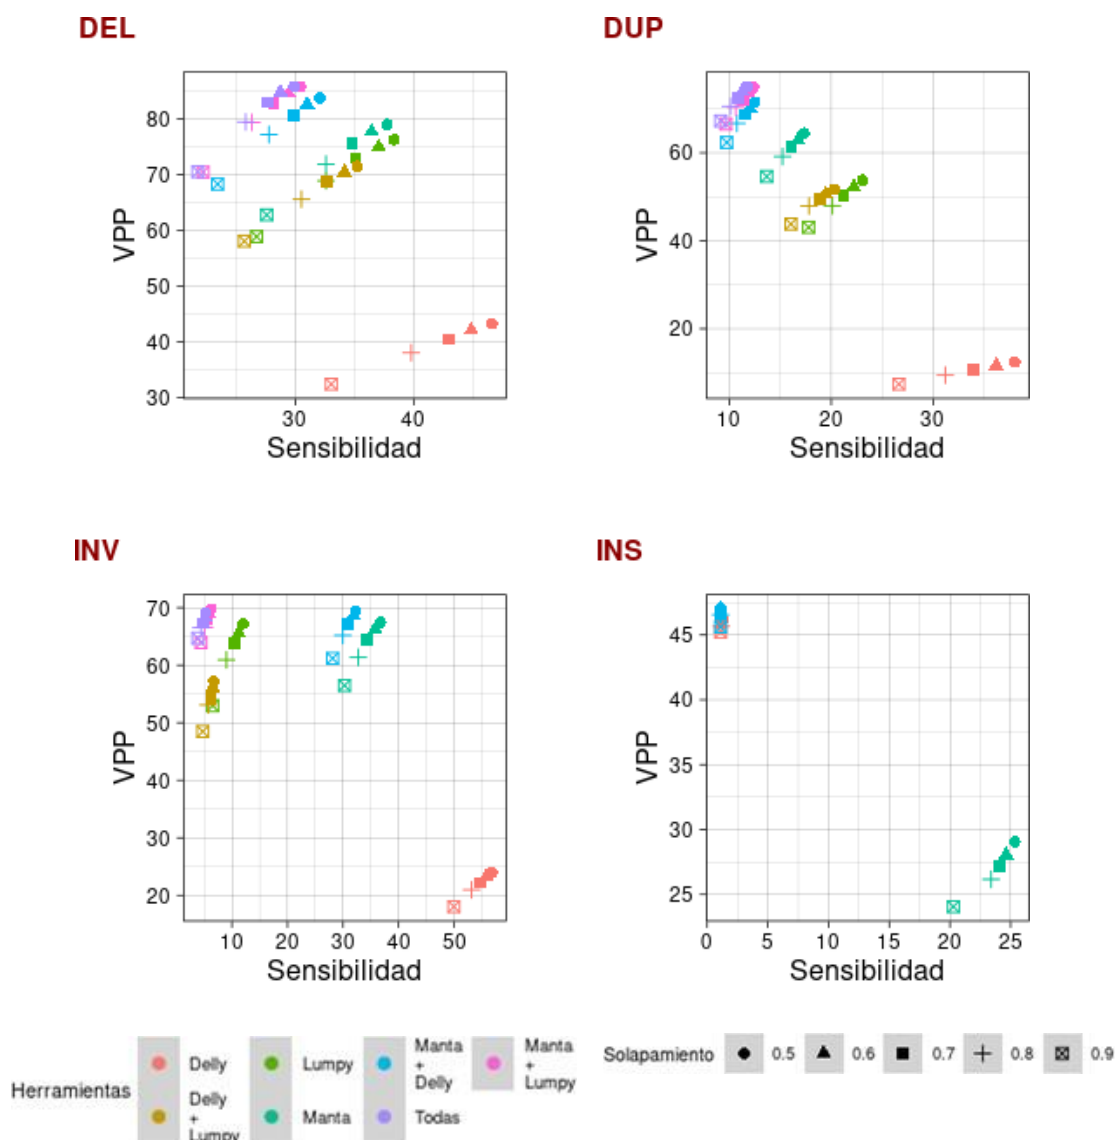 DEL
80
70
60
50
40
30
VPP
30 40
Sensibilidad
DUP
60
40
20
VPP
10 20 30
Sensibilidad
INV
70
60
50
40
30
20
VPP
10 20 30 40 50
Sensibilidad
INS
45
40
35
30
25
VPP
0 5 10 15 20 25
Sensibilidad
Herramientas
Delly
Delly
+
Lumpy
Lumpy
Manta
Manta
+
Delly
Todas
Manta
+
Lumpy
Solapamiento 0.5 0.6 0.7 0.8 0.9